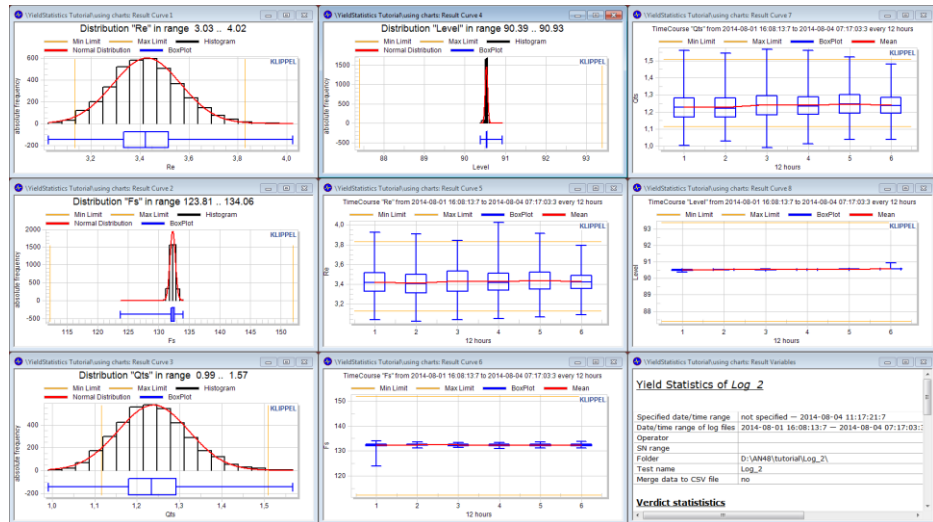 \YieldStatistics Tutorial\using charts: Result Curve 1
Distribution "Re" in range 3.03 .. 4.02
Min Limit Max Limit Histogram
Normal Distribution BoxPlot
KLIPPEL
absolute frequency
600
400
200
0
-200
3,2 3,4 3,6 3,8 4,0
Re
\YieldStatistics Tutorial\using charts: Result Curve 4
Distribution "Level" in range 90.39 .. 90.93
Min Limit Max Limit Histogram
Normal Distribution BoxPlot
KLIPPEL
absolute frequency
1500
1000
500
0
-500
88 89 90 91 92 93
Level
\YieldStatistics Tutorial\using charts: Result Curve 7
TimeCourse "Qts" from 2014-08-01 16:08:13:7 to 2014-08-04 07:17:03:3 every 12 hours
Min Limit Max Limit BoxPlot Mean
KLIPPEL
Qts
1,5
1,4
1,3
1,2
1,1
1,0
1 2 3 4 5 6
12 hours
\YieldStatistics Tutorial\using charts: Result Curve 2
Distribution "Fs" in range 123.81 .. 134.06
Min Limit Max Limit Histogram
Normal Distribution BoxPlot
KLIPPEL
absolute frequency
2000
1500
1000
500
0
-500
115 120 125 130 135 140 145 150
Fs
\YieldStatistics Tutorial\using charts: Result Curve 5
TimeCourse "Re" from 2014-08-01 16:08:13:7 to 2014-08-04 07:17:03:3 every 12 hours
Min Limit Max Limit BoxPlot Mean
KLIPPEL
Re
4,0
3,8
3,6
3,4
3,2
1 2 3 4 5 6
12 hours
\YieldStatistics Tutorial\using charts: Result Curve 8
TimeCourse "Level" from 2014-08-01 16:08:13:7 to 2014-08-04 07:17:03:3 every 12 hours
Min Limit Max Limit BoxPlot Mean
KLIPPEL
Level
93
92
91
90
89
88
1 2 3 4 5 6
12 hours
\YieldStatistics Tutorial\using charts: Result Curve 3
Distribution "Qts" in range 0.99 .. 1.57
Min Limit Max Limit Histogram
Normal Distribution BoxPlot
KLIPPEL
absolute frequency
400
200
0
-200
1,0 1,1 1,2 1,3 1,4 1,5
Qts
\YieldStatistics Tutorial\using charts: Result Curve 6
TimeCourse "Fs" from 2014-08-01 16:08:13:7 to 2014-08-04 07:17:03:3 every 12 hours
Min Limit Max Limit BoxPlot Mean
KLIPPEL
Fs
150
140
130
120
1 2 3 4 5 6
12 hours
\YieldStatistics Tutorial\using charts: Result Variables
Yield Statistics of Log_2
Specified date/time range not specified — 2014-08-04 11:17:21:7
Date/time range of log files 2014-08-01 16:08:13:7 — 2014-08-04 07:17:03:
Operator
SN range
Folder D:\AN48\tutorial\Log_2\
Test name Log_2
Merge data to CSV file no
Verdict statistics